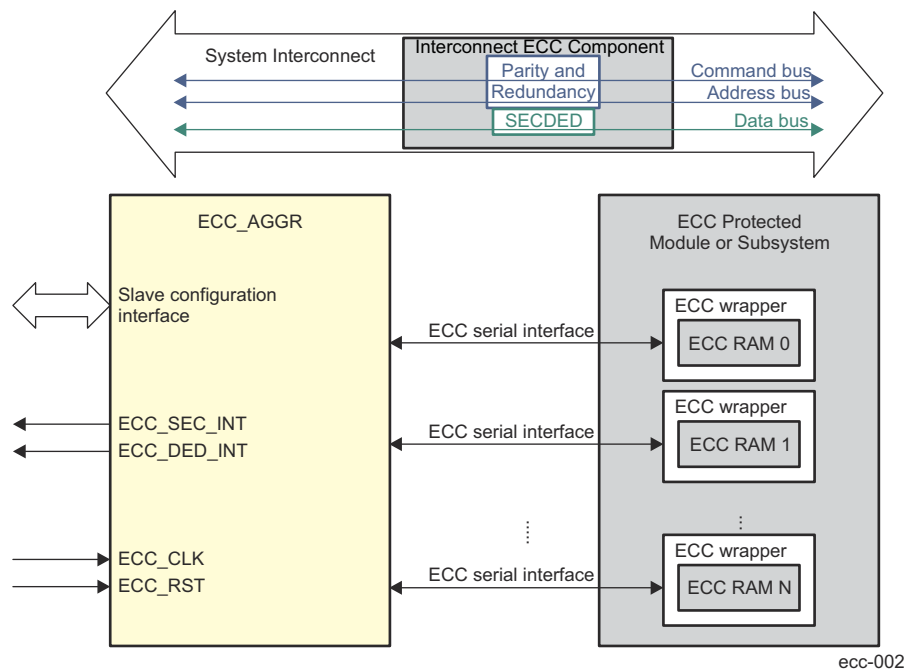 Interconnect ECC Component
System Interconnect
Parity and
Redundancy
Command bus
Address bus
SECDED
Data bus
ECC_AGGR
Slave configuration
interface
ECC_SEC_INT
ECC_DED_INT
ECC_CLK
ECC_RST
ECC serial interface
ECC serial interface
ECC serial interface
ECC Protected
Module or Subsystem
ECC wrapper
ECC RAM 0
ECC wrapper
ECC RAM 1
ECC wrapper
ECC RAM N
ecc-002